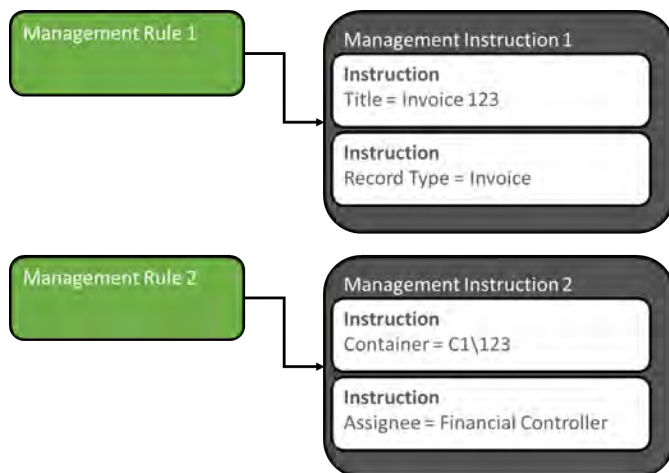 Management Rule 1
Management Instruction 1
Instruction
Title = Invoice 123
Instruction
Record Type = Invoice
Management Rule 2
Management Instruction 2
Instruction
Container = C1\123
Instruction
Assignee = Financial Controller